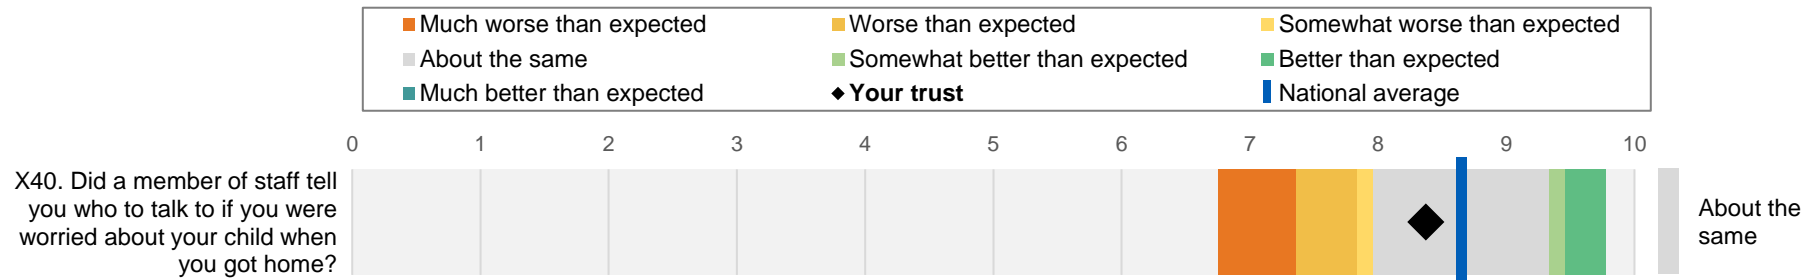 Much worse than expected
Worse than expected
Somewhat worse than expected
About the same
Somewhat better than expected
Better than expected
Much better than expected
Your trust
National average
0 1 2 3 4 5 6 7 8 9 10
X40. Did a member of staff tell
you who to talk to if you were
worried about your child when
you got home?
About the
same